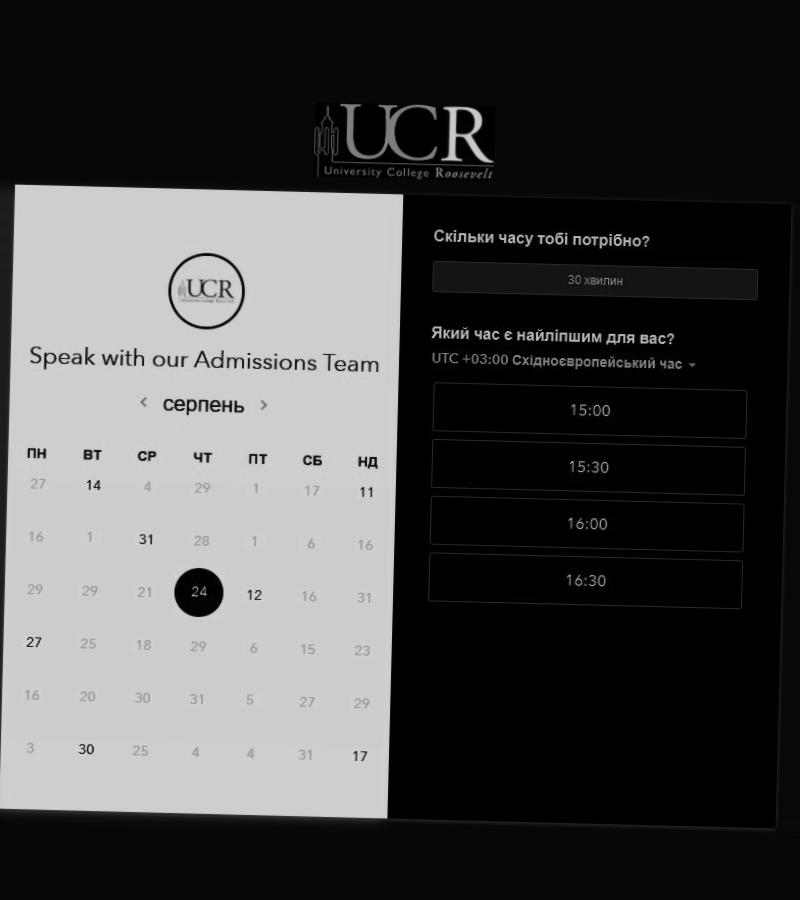 UCR
University College Roosevelt
UCR
Speak with our Admissions Team
серпень
ПН ВТ СР ЧТ ПТ СБ НД
27 14 4 29 1 17 11
16 1 31 28 1 6 16
29 29 21 24 12 16 31
27 25 18 29 6 15 23
16 20 30 31 5 27 29
3 30 25 4 4 31 17
Скільки часу тобі потрібно?
30 хвилин
Який час є найліпшим для вас?
UTC +03:00 Східноєвропейський час
15:00
15:30
16:00
16:30